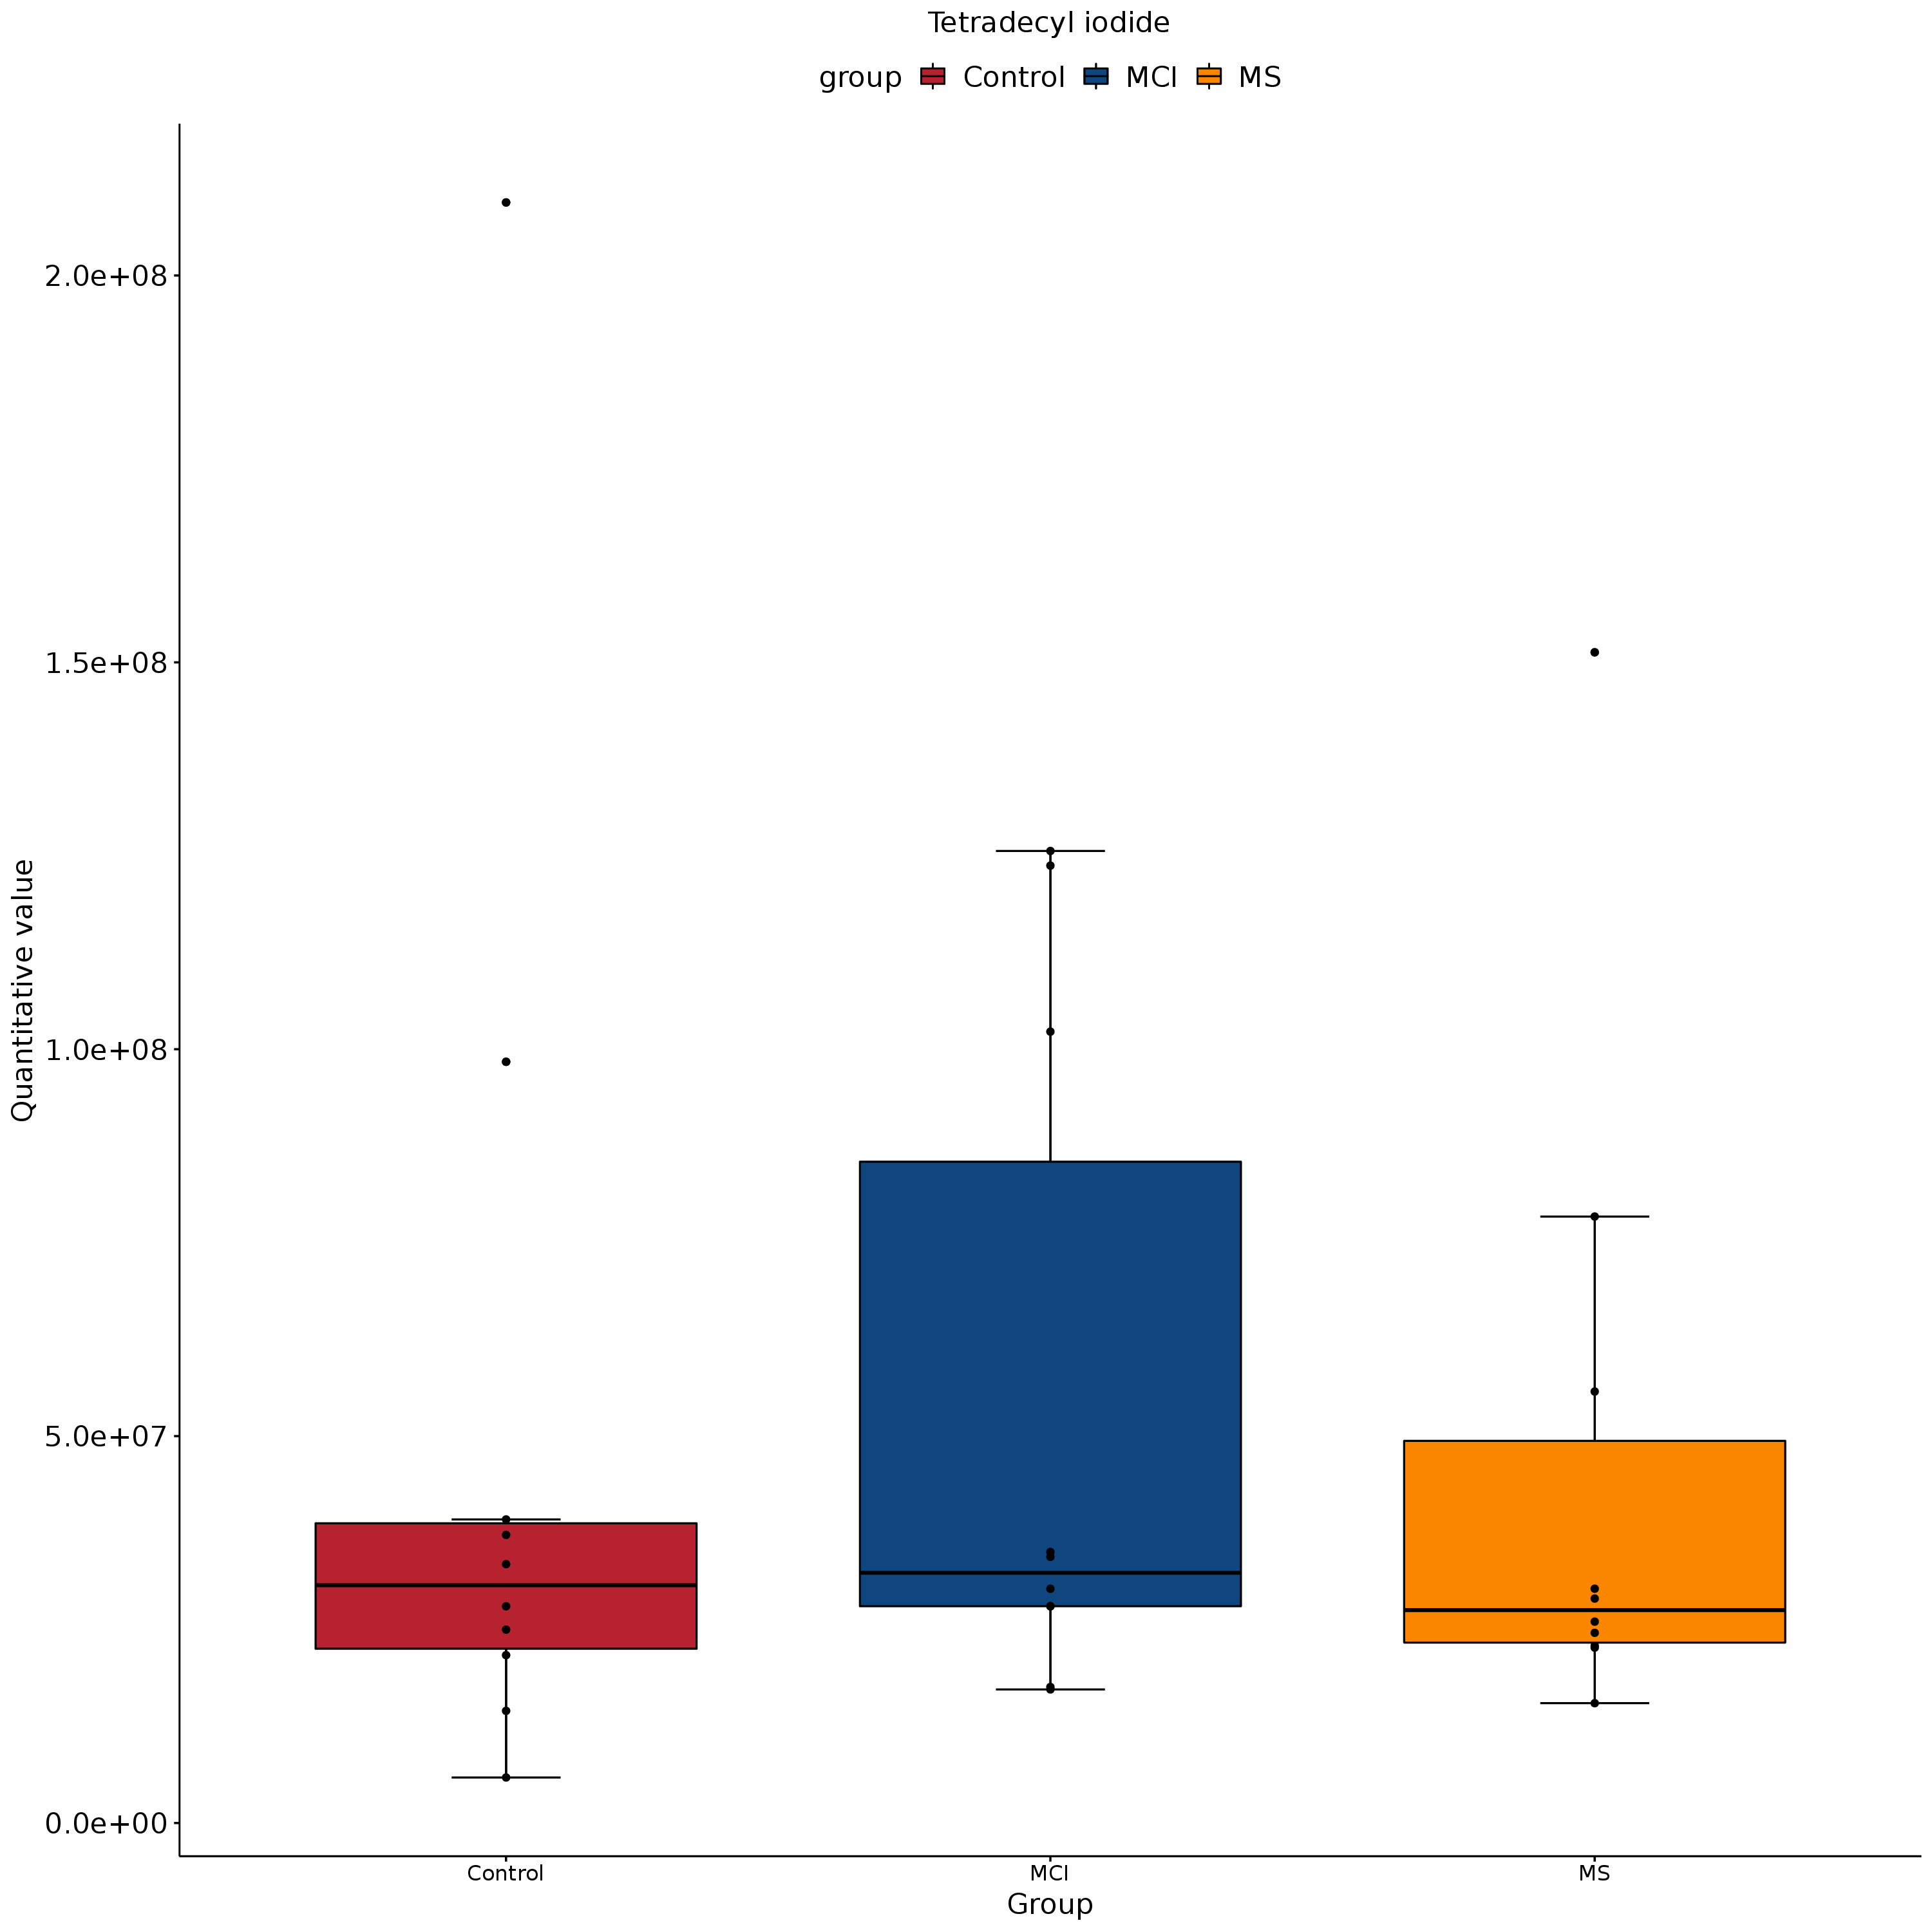 Tetradecyl iodide
group Control MCI MS
Quantitative value
2.0e+08
1.5e+08
1.0e+08
5.0e+07
0.0e+00
Control MCI MS
Group